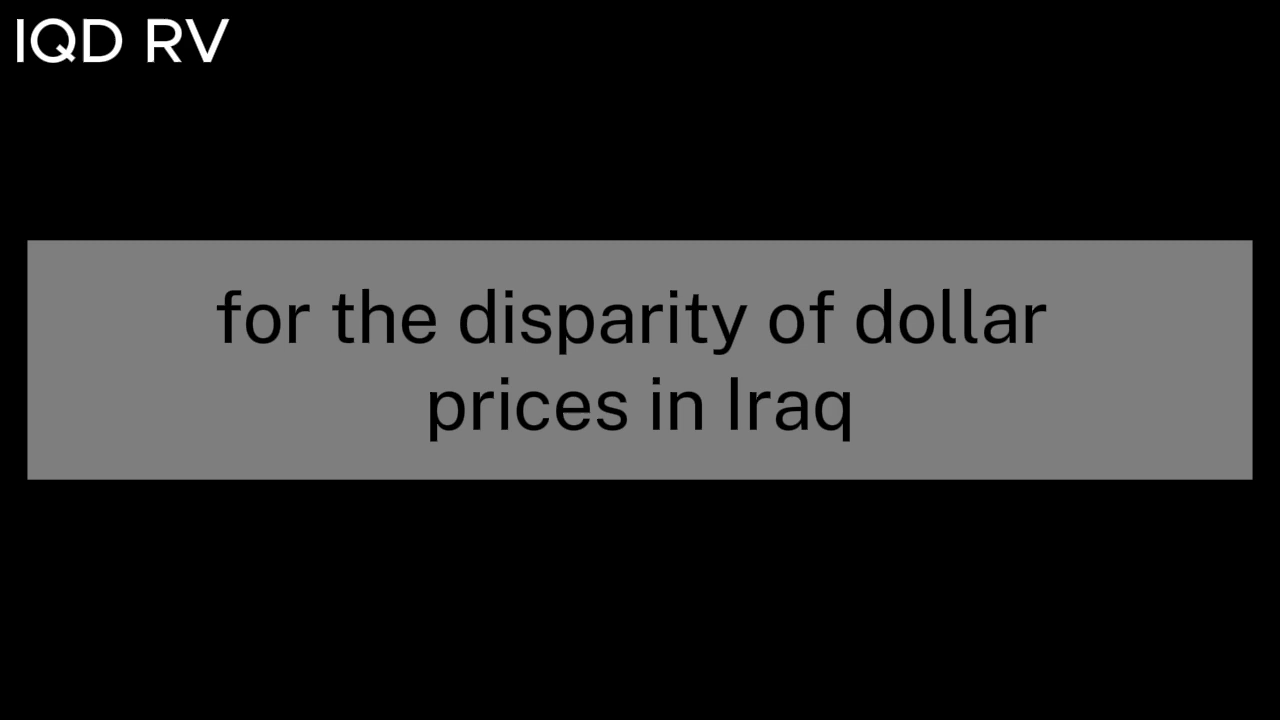 IQD RV
for the disparity of dollar
prices in Iraq